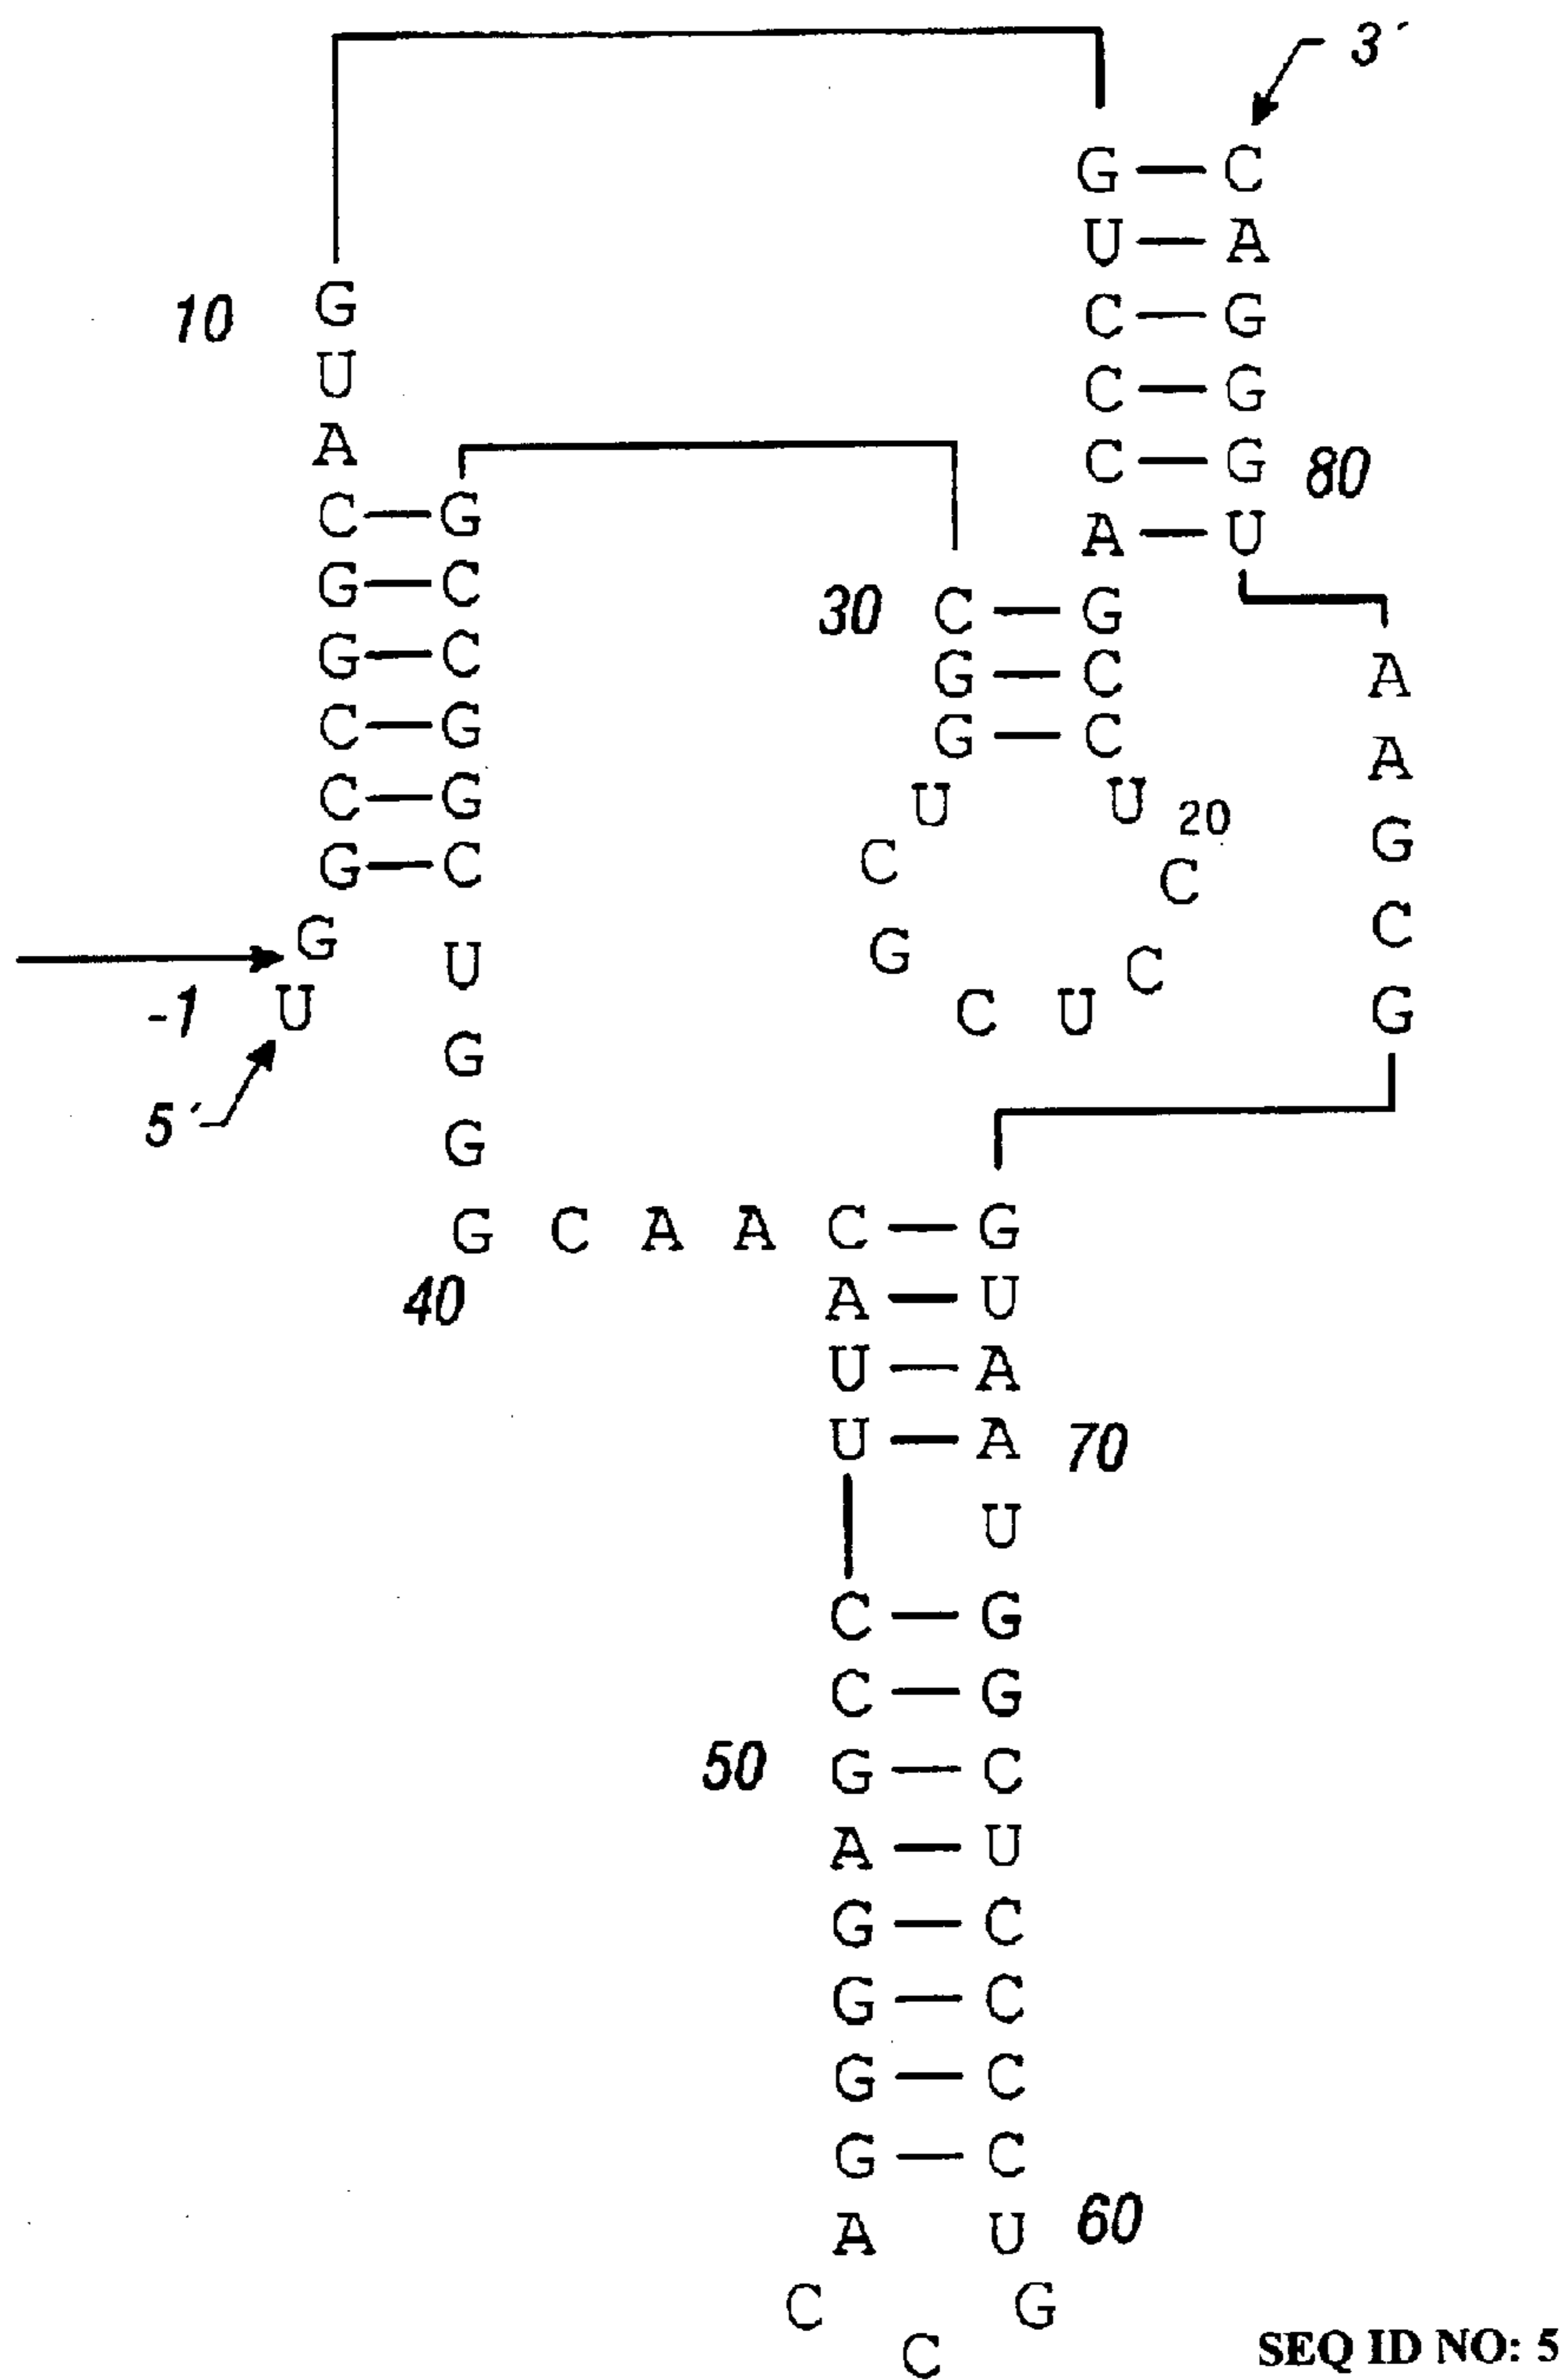 3´
G — C
U — A
10 G C — G
U C — G
A C — G 80
C — G A — U
G — C 30 C — G
G — C G — C A
C — G G — C A
C — G U U 20 G
G — C C C C
G U G C G
-1 U G C U
5´ G
G C A A C — G
40 A — U
U — A
U — A 70
U
C — G
C — G
50 G — C
A — U
G — C
G — C
G — C
G — C
A U 60
C G
C
SEQ ID NO: 5